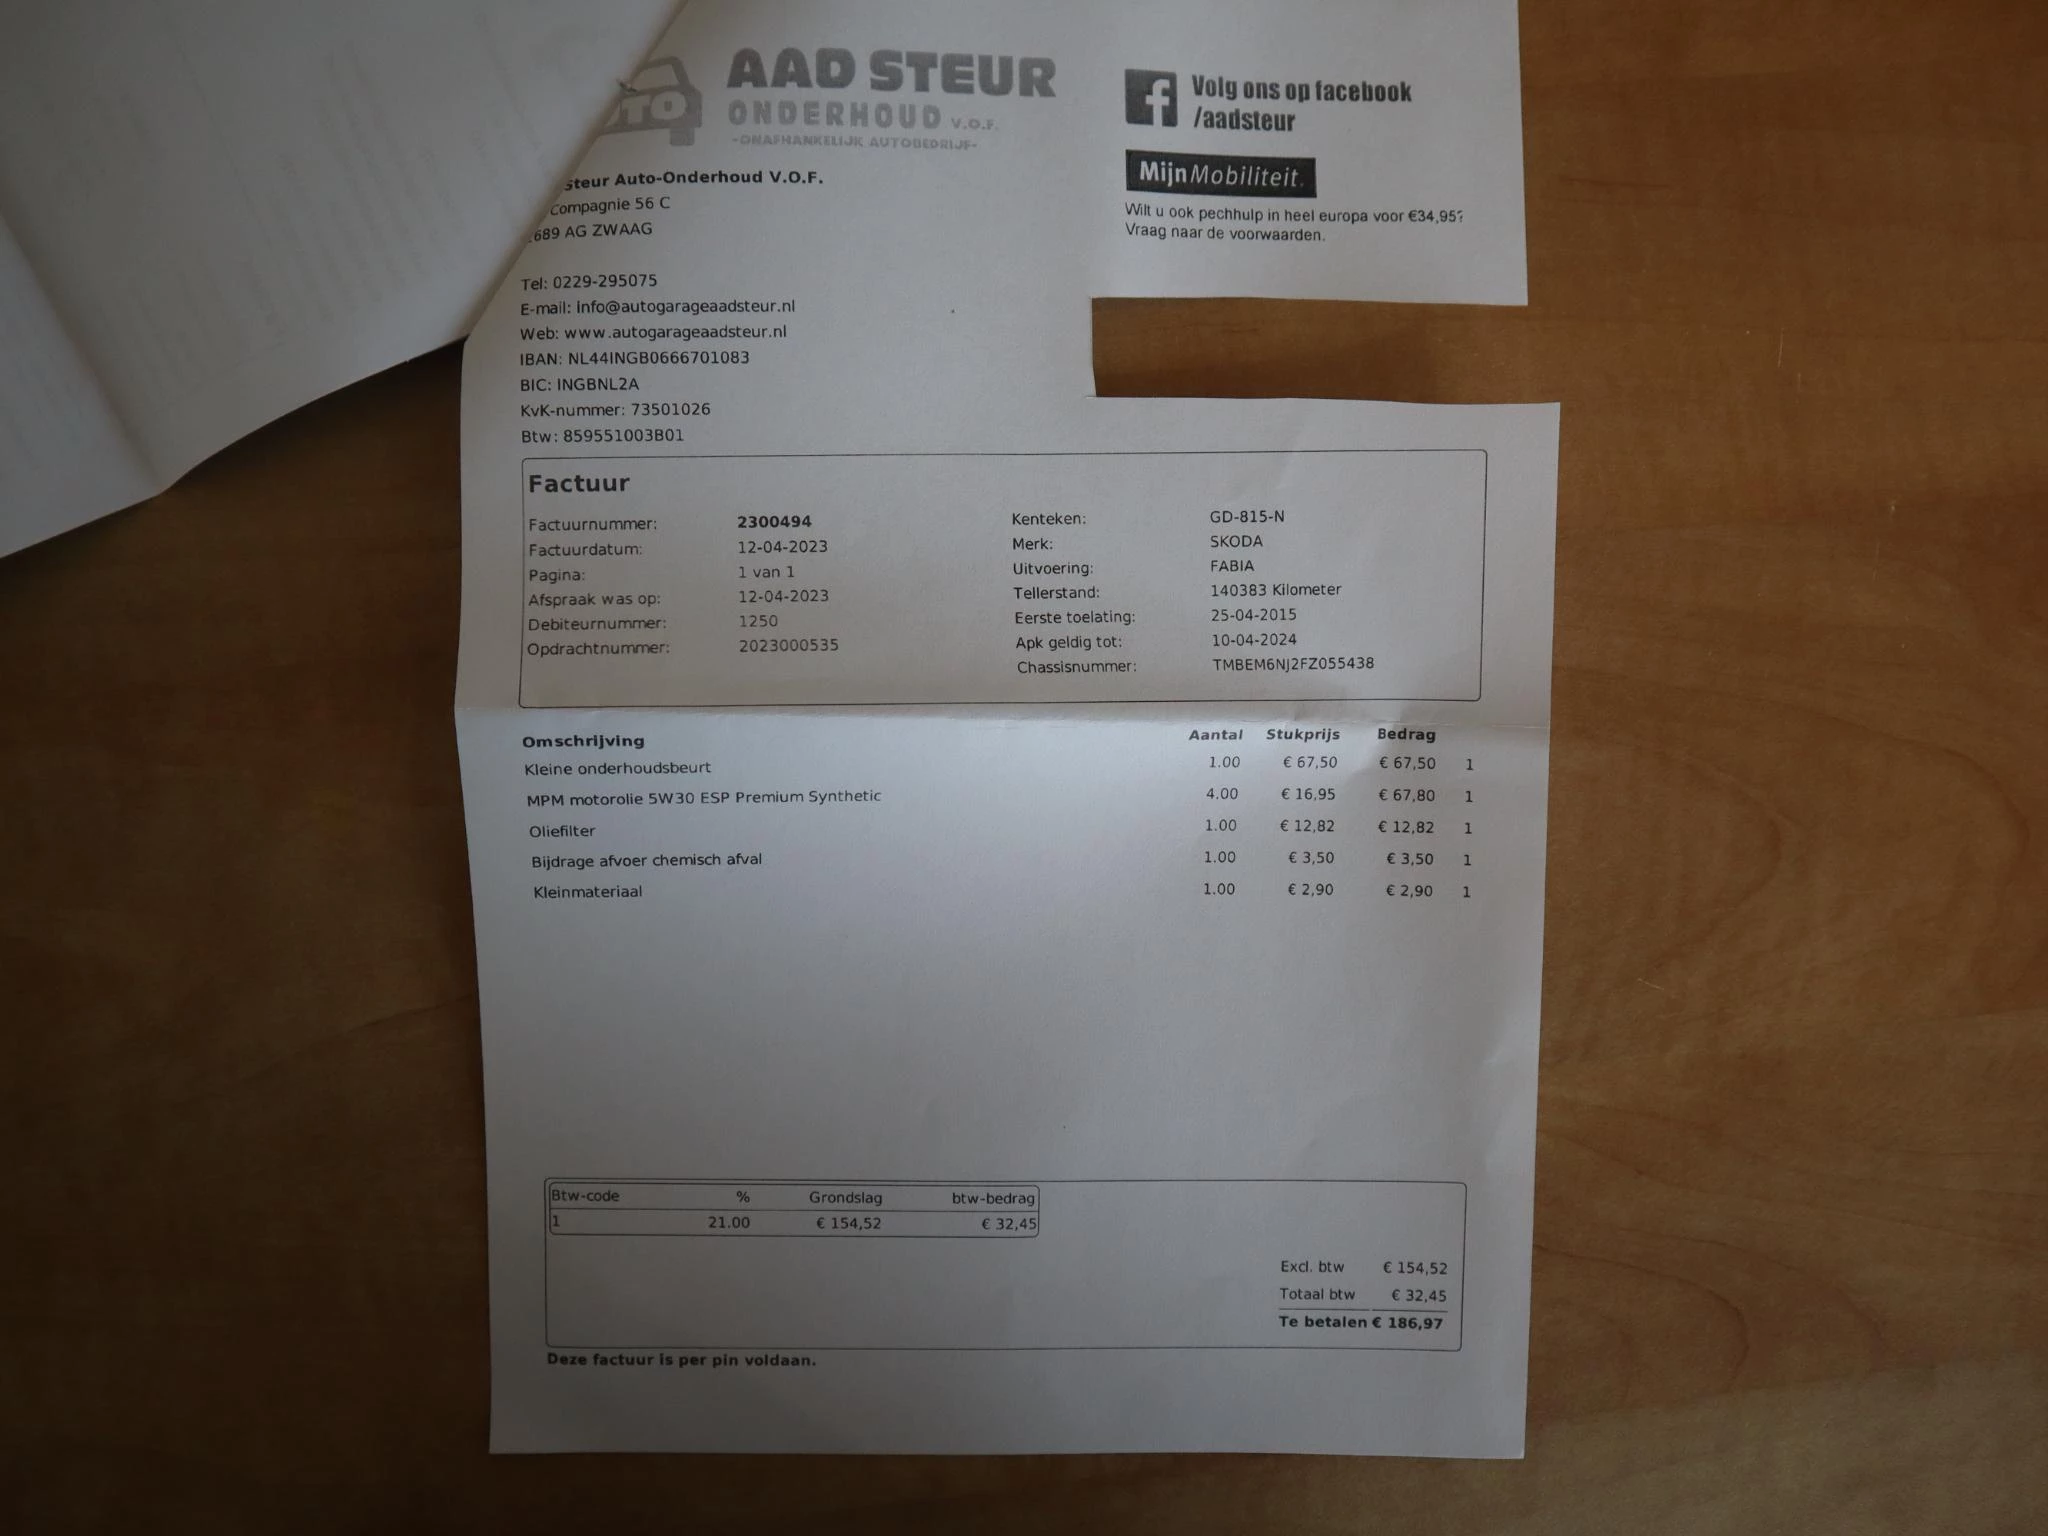 AAD STEUR
ONDERHOUD V.O.F.
-ONAFHANKELIJK AUTOBEDRIJF-
Volg ons op facebook
/aadsteur
MijnMobiliteit.
Wilt u ook pechhulp in heel europa voor €34,95?
Vraag naar de voorwaarden.
Steur Auto-Onderhoud V.O.F.
Compagnie 56 C
689 AG ZWAAG
Tel: 0229-295075
E-mail: info@autogarageaadsteur.nl
Web: www.autogarageaadsteur.nl
IBAN: NL44INGB0666701083
BIC: INGBNL2A
KvK-nummer: 73501026
Btw: 859551003B01
Factuur
Factuurnummer: 2300494 Kenteken: GD-815-N
Factuurdatum: 12-04-2023 Merk: SKODA
Pagina: 1 van 1 Uitvoering: FABIA
Afspraak was op: 12-04-2023 Tellerstand: 140383 Kilometer
Debiteurnummer: 1250 Eerste toelating: 25-04-2015
Opdrachtnummer: 2023000535 Apk geldig tot: 10-04-2024
Chassisnummer: TMBEM6NJ2FZ055438
Omschrijving Aantal Stukprijs Bedrag
Kleine onderhoudsbeurt 1.00 € 67,50 € 67,50 1
MPM motorolie 5W30 ESP Premium Synthetic 4.00 € 16,95 € 67,80 1
Oliefilter 1.00 € 12,82 € 12,82 1
Bijdrage afvoer chemisch afval 1.00 € 3,50 € 3,50 1
Kleinmateriaal 1.00 € 2,90 € 2,90 1
Btw-code % Grondslag btw-bedrag
1 21.00 € 154,52 € 32,45
Excl. btw € 154,52
Totaal btw € 32,45
Te betalen € 186,97
Deze factuur is per pin voldaan.